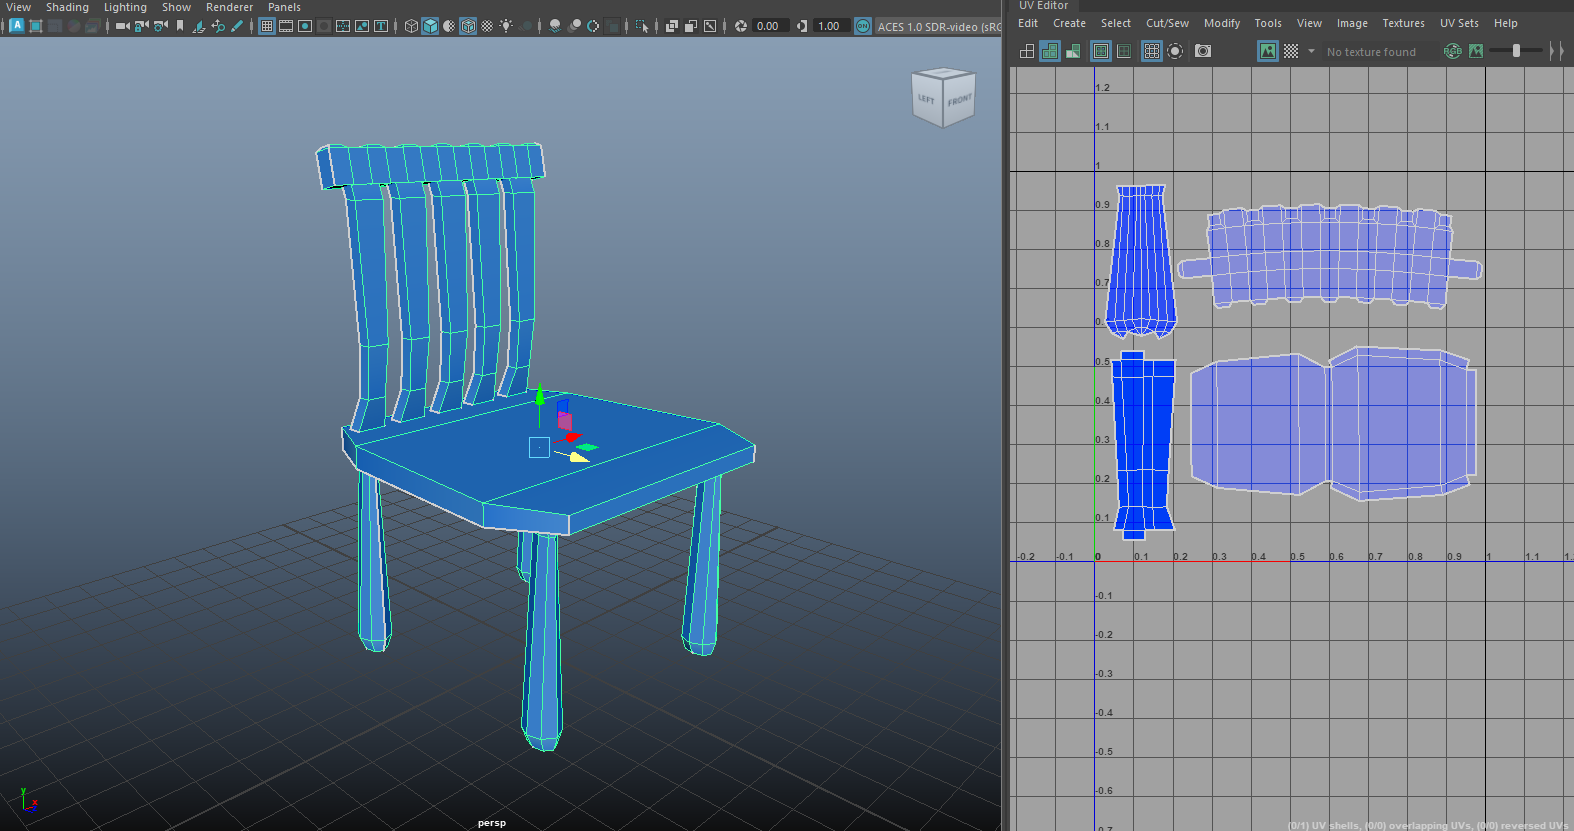 View Shading Lighting Show Renderer Panels
0.00 1.00 ON ACES 1.0 SDR-video (sRG
LEFT FRONT
persp
y
x
z
UV Editor
Edit Create Select Cut/Sew Modify Tools View Image Textures UV Sets Help
No texture found RGB
1.2
1.1
1
0.9
0.8
0.7
0.5
0.4
0.3
0.2
0.1
-0.2 -0.1 0 0.1 0.2 0.3 0.4 0.5 0.6 0.7 0.8 0.9 1 1.1
-0.1
-0.2
-0.3
-0.4
-0.5
-0.6
-0.7
(0/1) UV shells, (0/0) overlapping UVs, (0/0) reversed UVs